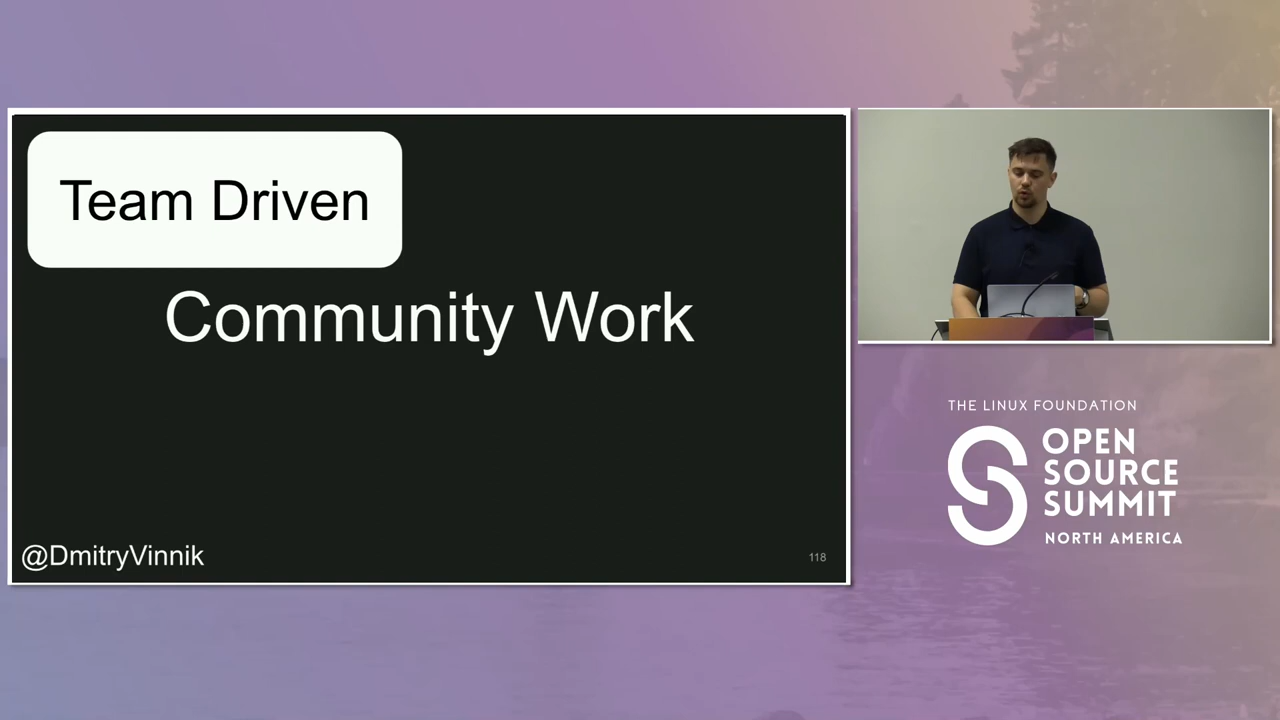 Team Driven
Community Work
@DmitryVinnik
118
THE LINUX FOUNDATION
OPEN
SOURCE
SUMMIT
NORTH AMERICA